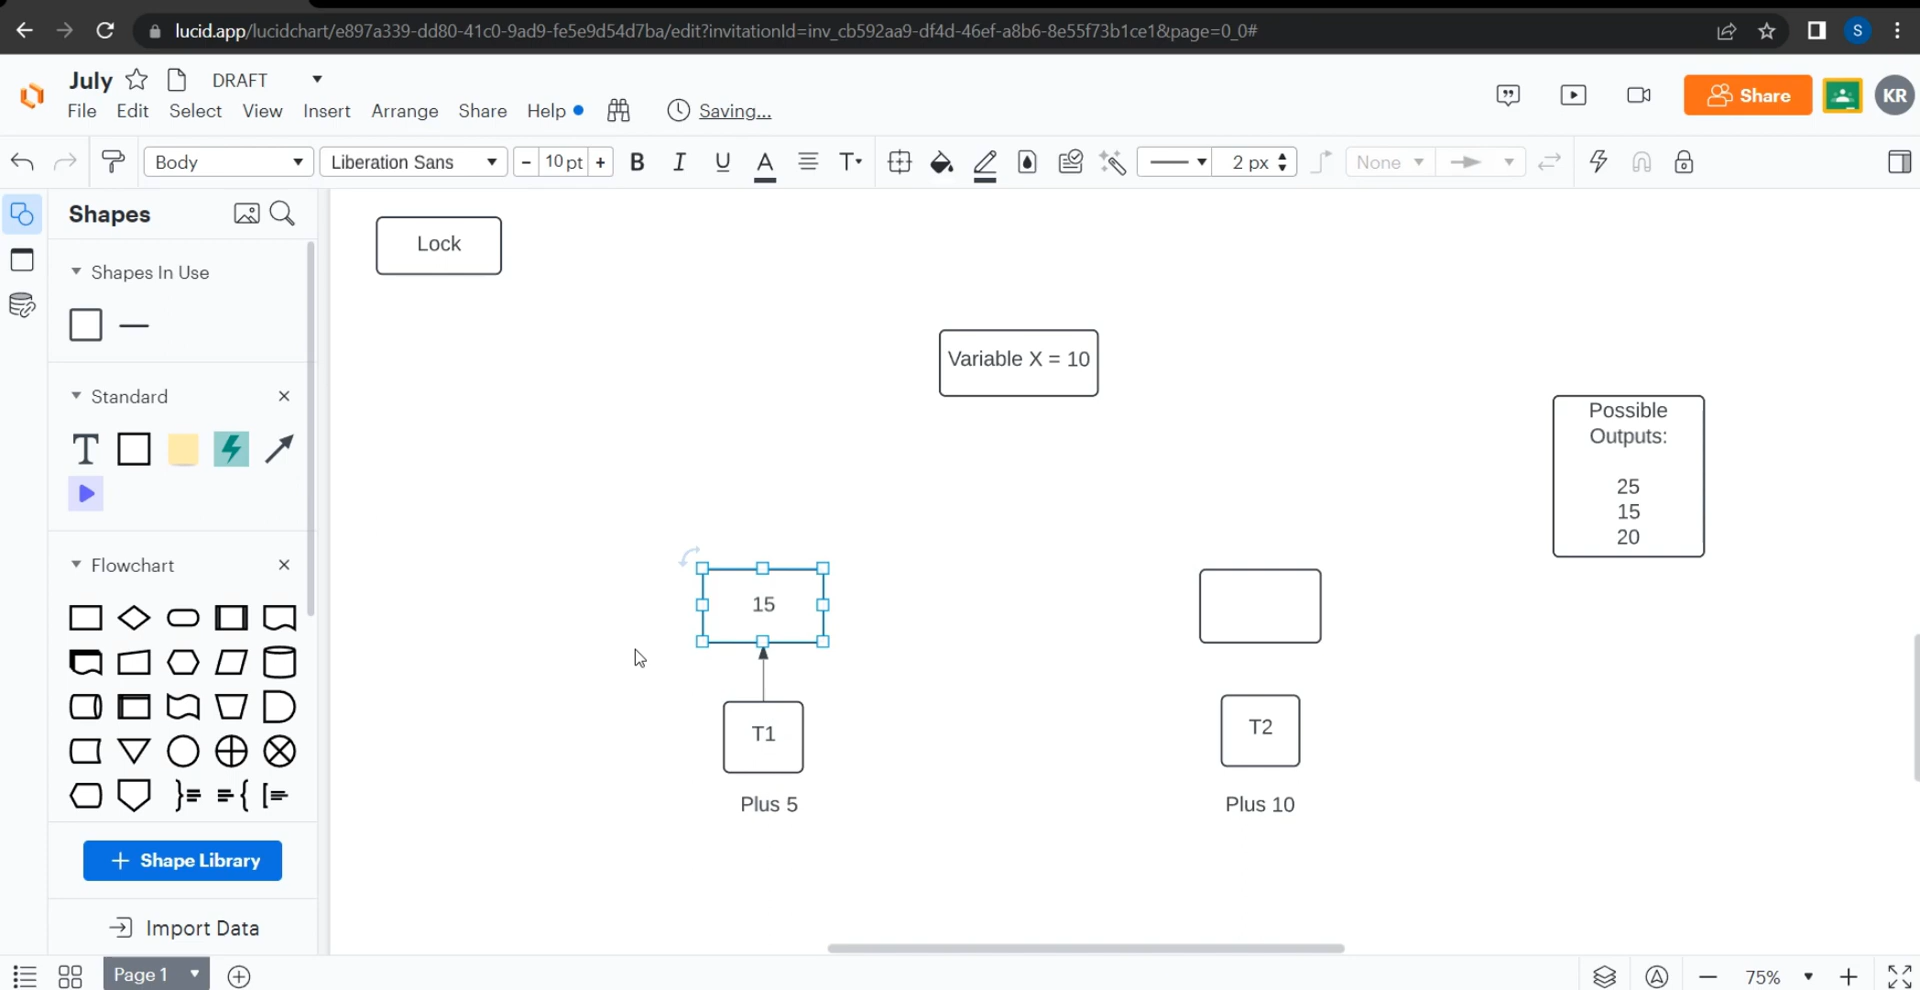 lucid.app/lucidchart/e897a339-dd80-41c0-9ad9-fe5e9d54d7ba/edit?invitationId=inv_cb592aa9-df4d-46ef-a8b6-8e55f73b1ce1&page=0_0#
S
July
DRAFT
File Edit Select View Insert Arrange Share Help
Saving...
Share
KR
Body
Liberation Sans
- 10 pt +
B I U A T
2 px
None
Shapes
Shapes In Use
Standard
T
Flowchart
+ Shape Library
Import Data
Lock
Variable X = 10
Possible
Outputs:
25
15
20
15
T1
T2
Plus 5
Plus 10
Page 1
75%